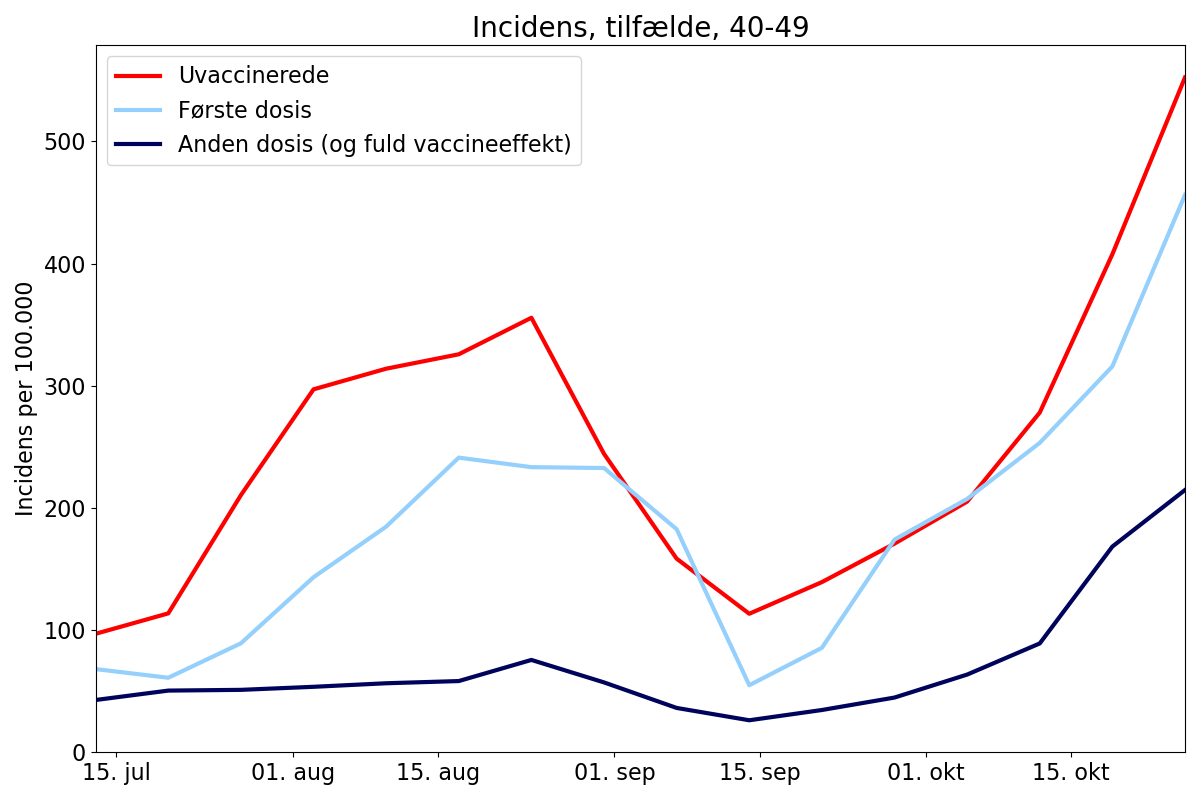 Incidens, tilfælde, 40-49
Uvaccinerede
Første dosis
Anden dosis (og fuld vaccineeffekt)
Incidens per 100.000
500
400
300
200
100
0
15. jul
01. aug
15. aug
01. sep
15. sep
01. okt
15. okt